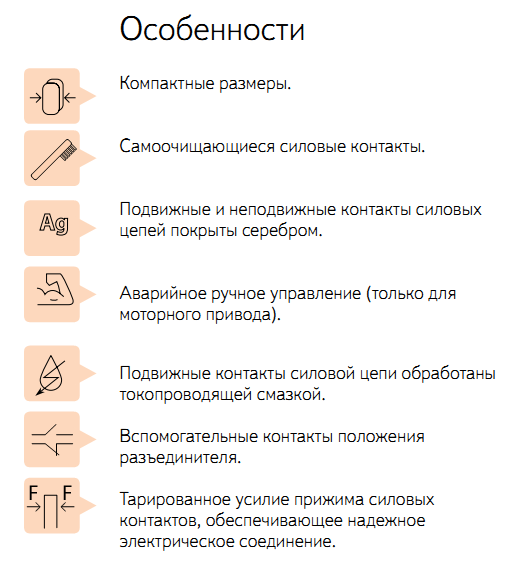 Особенности
Компактные размеры.
Самоочищающиеся силовые контакты.
Ag
Подвижные и неподвижные контакты силовых
цепей покрыты серебром.
Аварийное ручное управление (только для
моторного привода).
Подвижные контакты силовой цепи обработаны
токопроводящей смазкой.
Вспомогательные контакты положения
разъединителя.
F F
Тарированное усилие прижима силовых
контактов, обеспечивающее надежное
электрическое соединение.